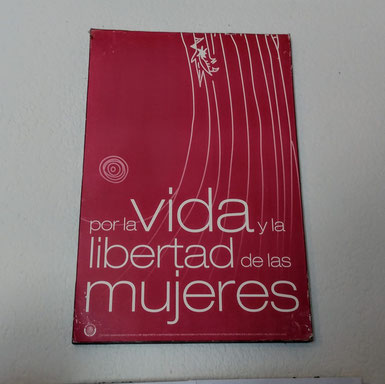 por la vida y la
libertad de las
mujeres